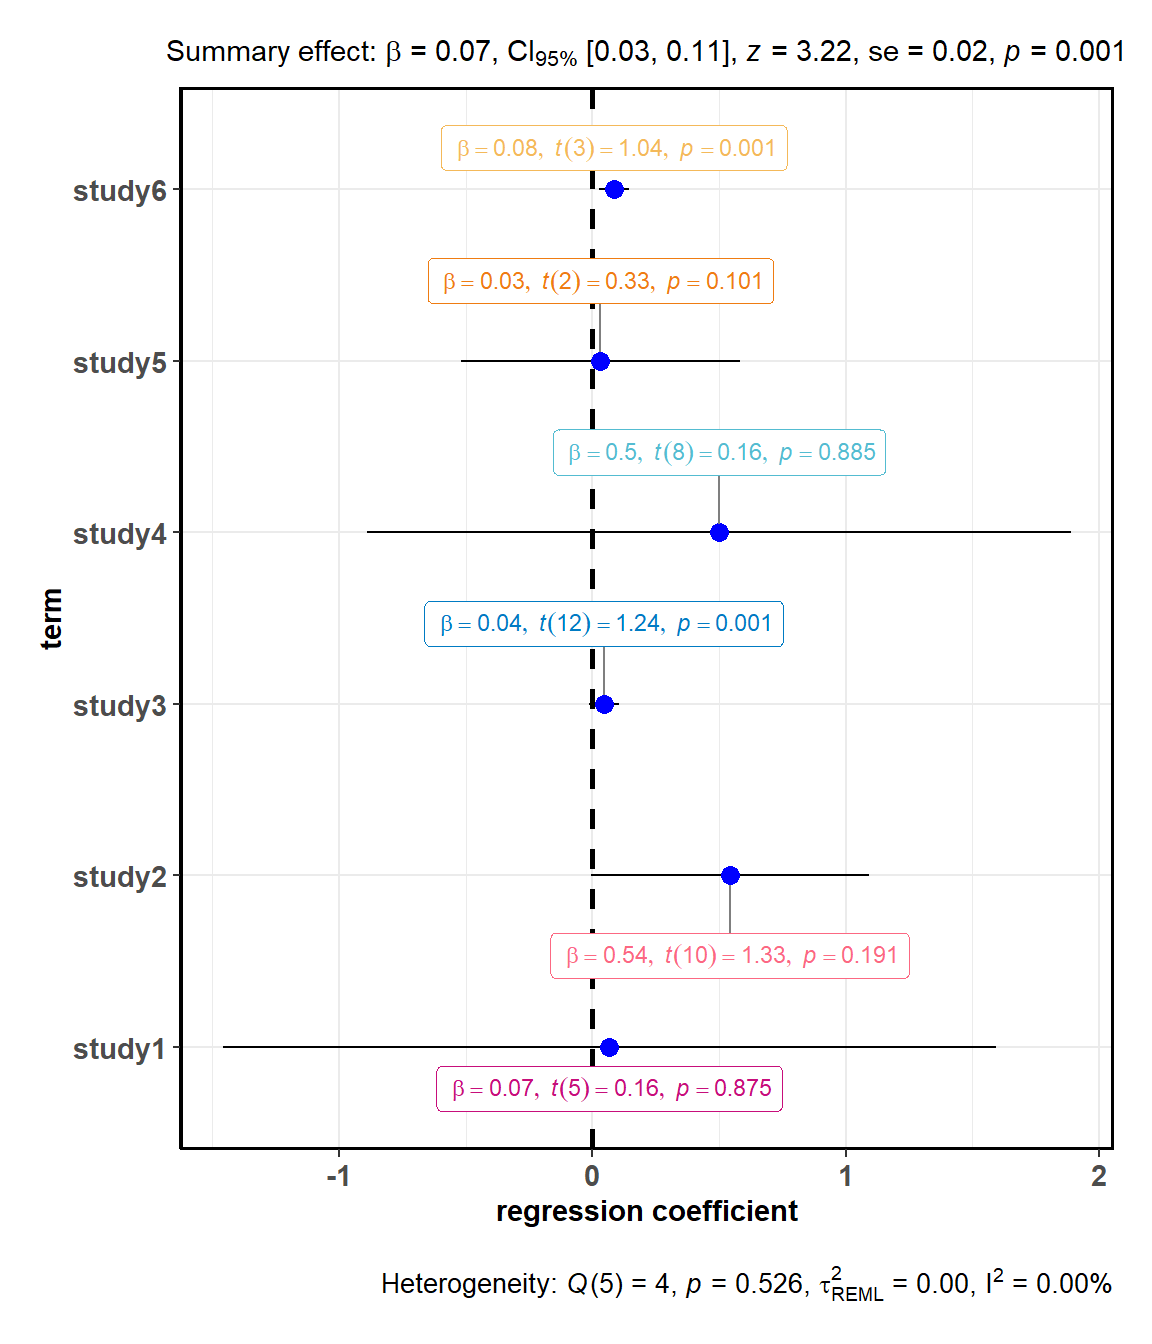 Summary effect: β = 0.07, CI95% [0.03, 0.11], z = 3.22, se = 0.02, p = 0.001
β = 0.08, t(3) = 1.04, p = 0.001
study6
β = 0.03, t(2) = 0.33, p = 0.101
study5
β = 0.5, t(8) = 0.16, p = 0.885
study4
β = 0.04, t(12) = 1.24, p = 0.001
term
study3
study2
β = 0.54, t(10) = 1.33, p = 0.191
study1
β = 0.07, t(5) = 0.16, p = 0.875
-1 0 1 2
regression coefficient
Heterogeneity: Q(5) = 4, p = 0.526, τ²REML = 0.00, I² = 0.00%